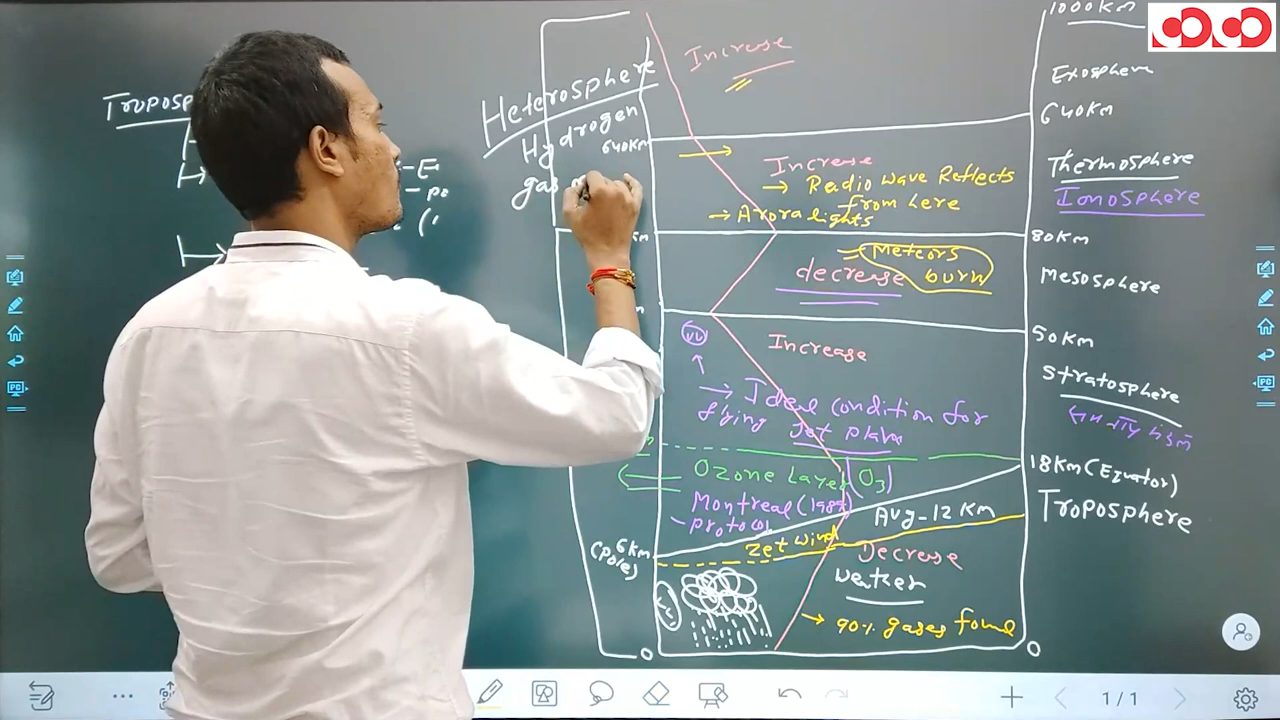 1000KM
Increase
Exosphere
Heterosphere
Hydrogen
gas
640KM
640KM
Increase
→ Radio wave Reflects
from here
→ Arora lights
Thermosphere
Ionosphere
80KM
= Meteors
burn
decrease
Mesosphere
50KM
UV
Increase
Stratosphere
→ Ideal condition for
flying Jet plane
Ozone Layer (O3)
18KM(Equator)
Montreal (1987)
- protocol
Avg-12 KM
Troposphere
6KM
(Poles)
Zet wind
Decrease
Weather
→ 90% gases found
0
0
Troposp
- E
- po
1/1